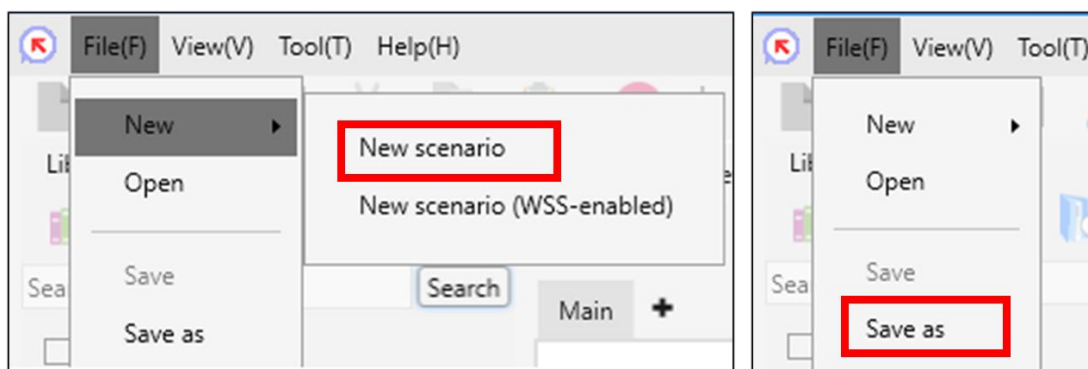 File(F) View(V) Tool(T) Help(H)
New
New scenario
Open
New scenario (WSS-enabled)
Save
Search
Main
Save as
File(F) View(V) Tool(T)
New
Open
Save
Save as